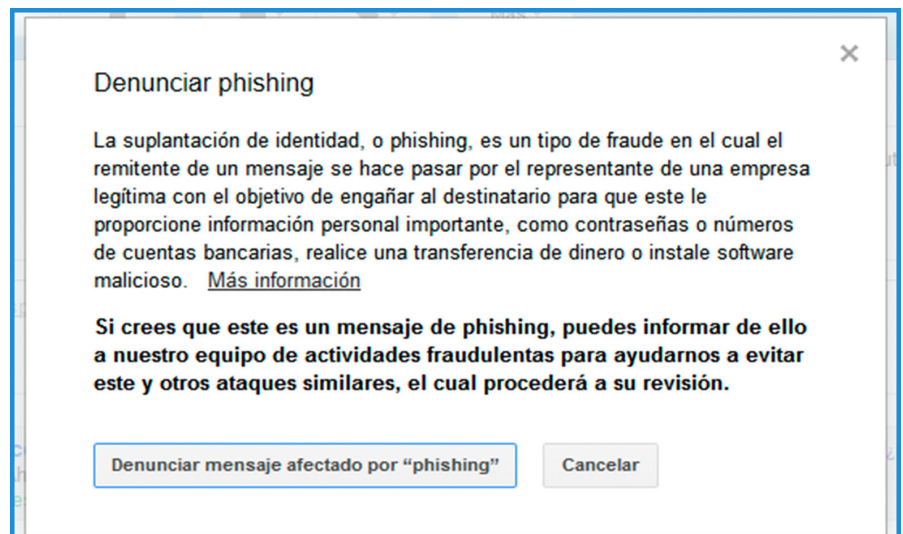 Más
Denunciar phishing
La suplantación de identidad, o phishing, es un tipo de fraude en el cual el
remitente de un mensaje se hace pasar por el representante de una empresa
legítima con el objetivo de engañar al destinatario para que este le
proporcione información personal importante, como contraseñas o números
de cuentas bancarias, realice una transferencia de dinero o instale software
malicioso. Más información
Si crees que este es un mensaje de phishing, puedes informar de ello
a nuestro equipo de actividades fraudulentas para ayudarnos a evitar
este y otros ataques similares, el cual procederá a su revisión.
Denunciar mensaje afectado por “phishing” Cancelar